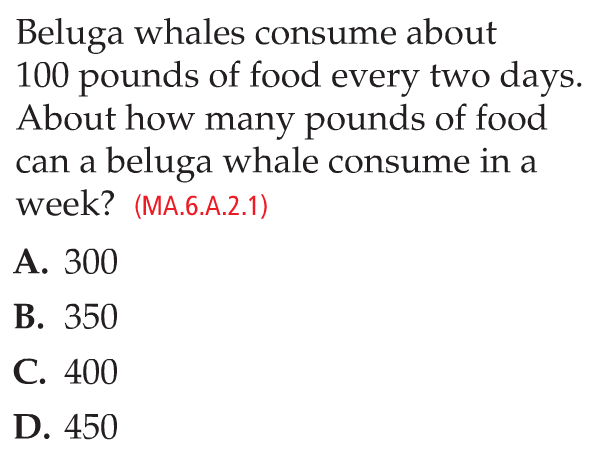 Beluga whales consume about
100 pounds of food every two days.
About how many pounds of food
can a beluga whale consume in a
week? (MA.6.A.2.1)
A. 300
B. 350
C. 400
D. 450